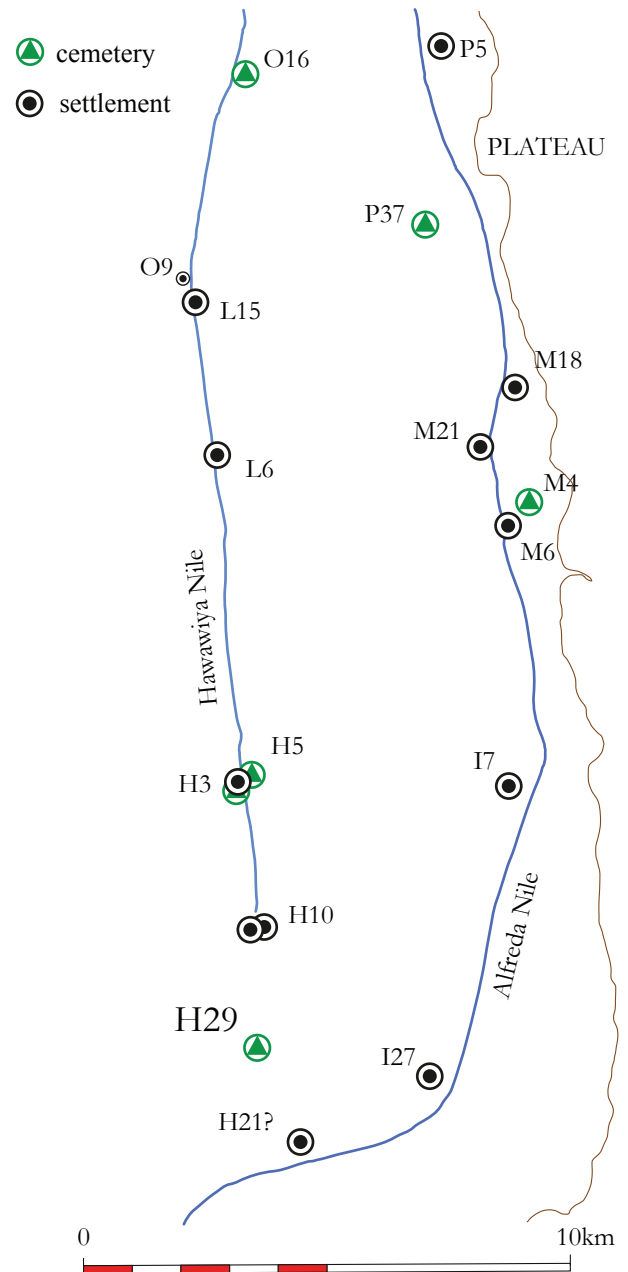 cemetery
settlement
O16
P5
PLATEAU
P37
O9
L15
M18
M21
L6
M4
M6
Hawawiya Nile
H5
H3
I7
H10
Alfreda Nile
H29
I27
H21?
0
10km